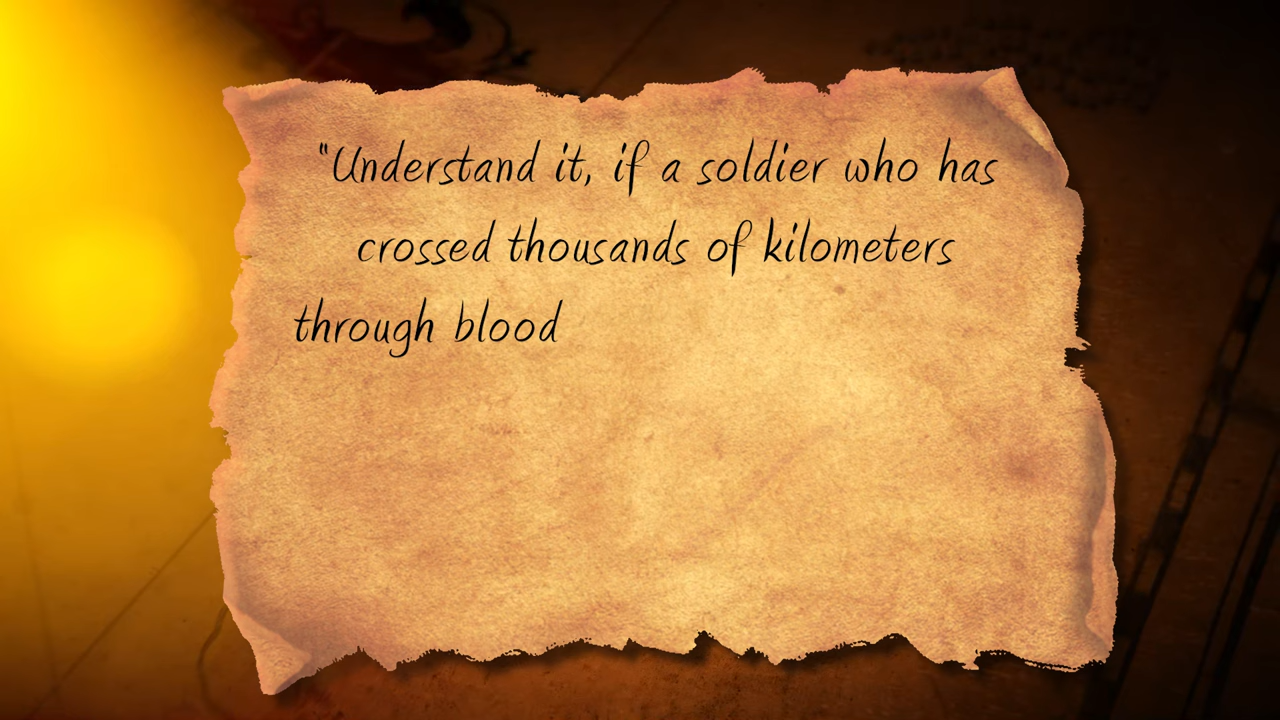 "Understand it, if a soldier who has
crossed thousands of kilometers
through blood